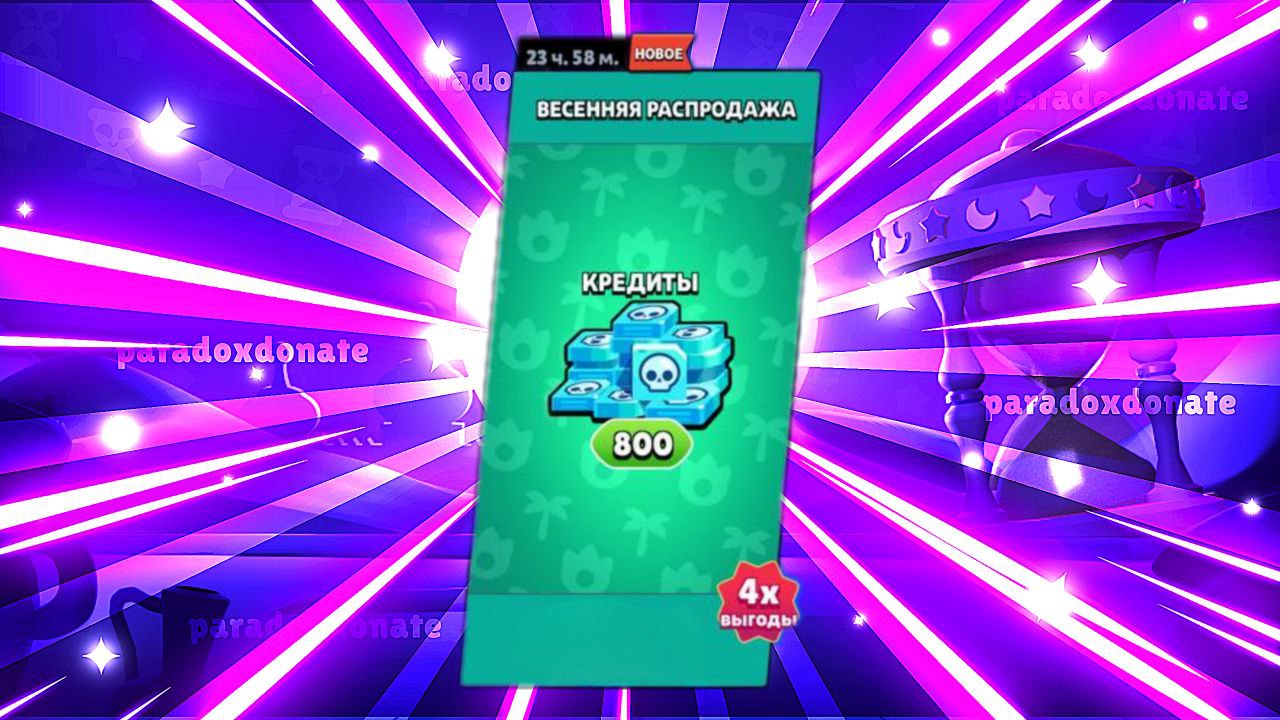 23 ч. 58 м.
НОВОЕ
ВЕСЕННЯЯ РАСПРОДАЖА
КРЕДИТЫ
800
4x
ВЫГОДЫ
paradoxdonate
paradoxdonate
paradoxdonate
paradoxdonate